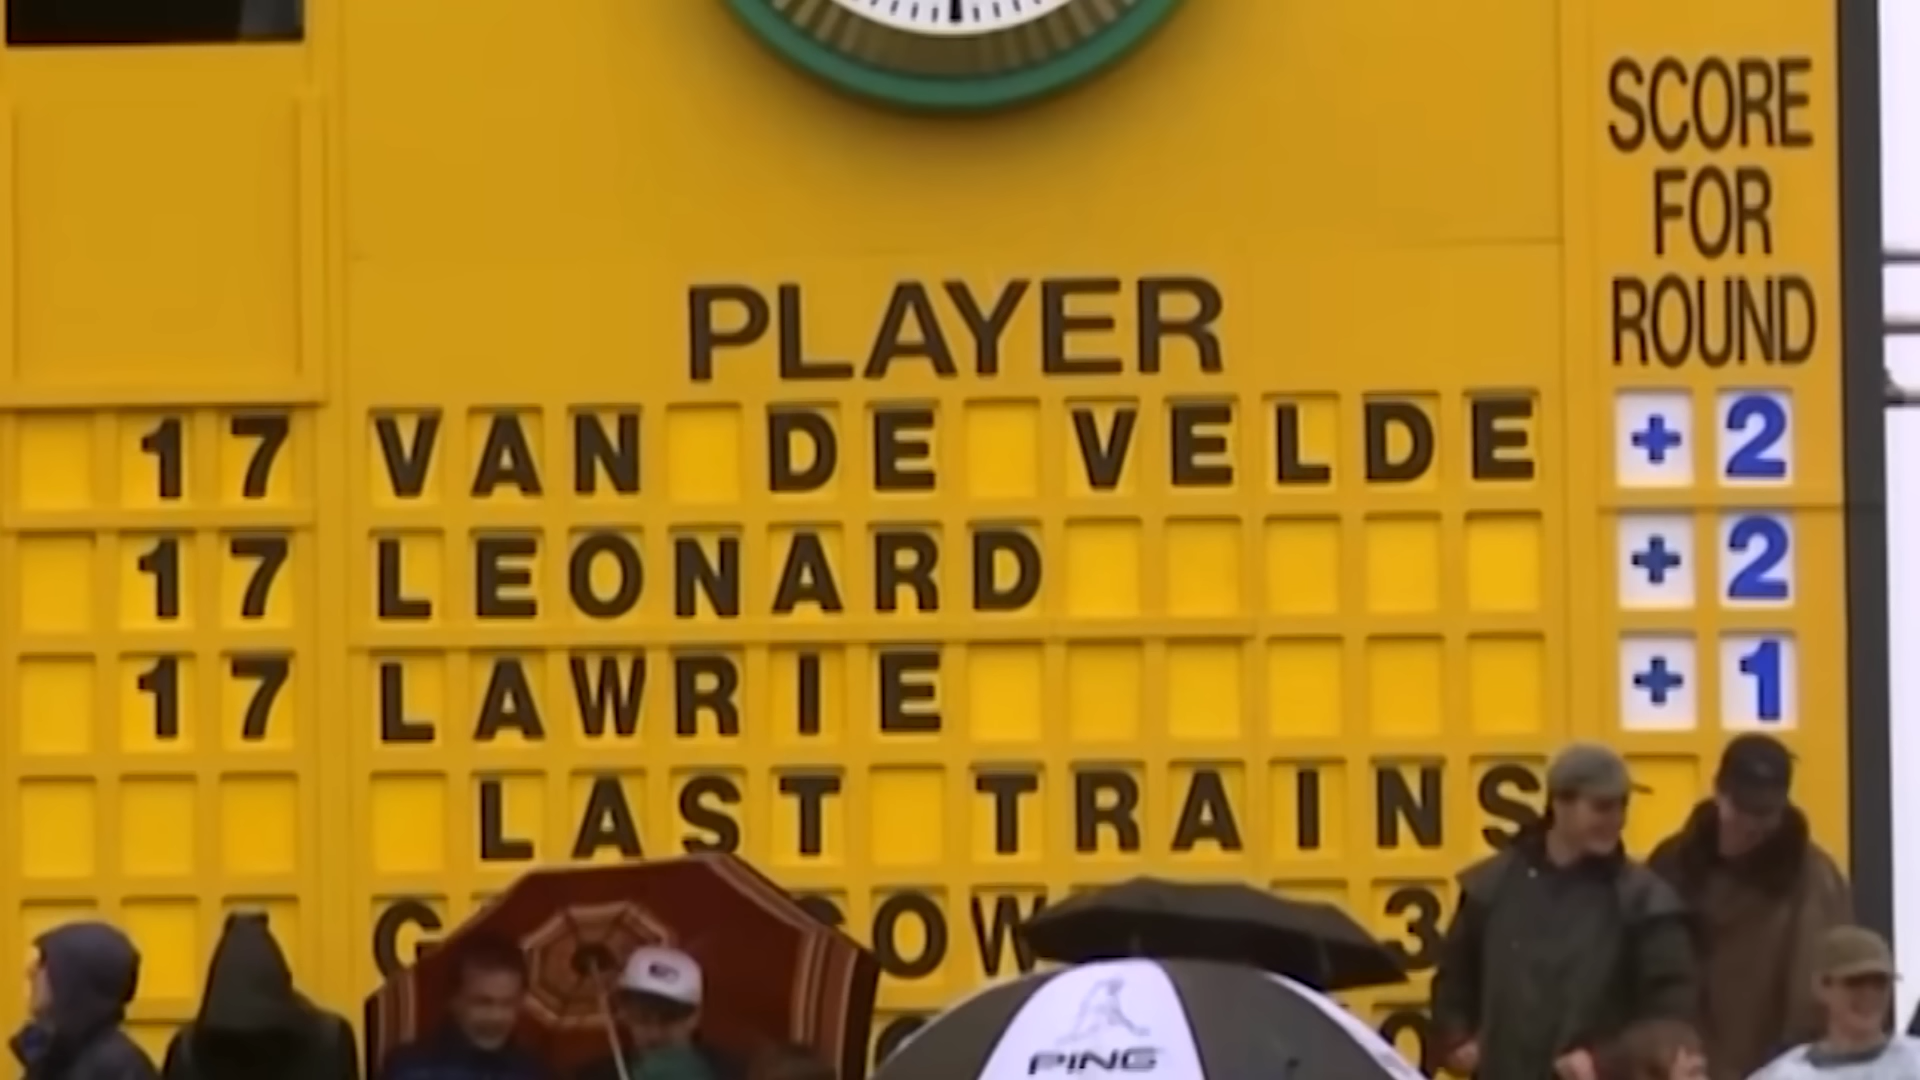 SCORE
FOR
ROUND
PLAYER
17 VAN DE VELDE +2
17 LEONARD +2
17 LAWRIE +1
LAST TRAINS
PING